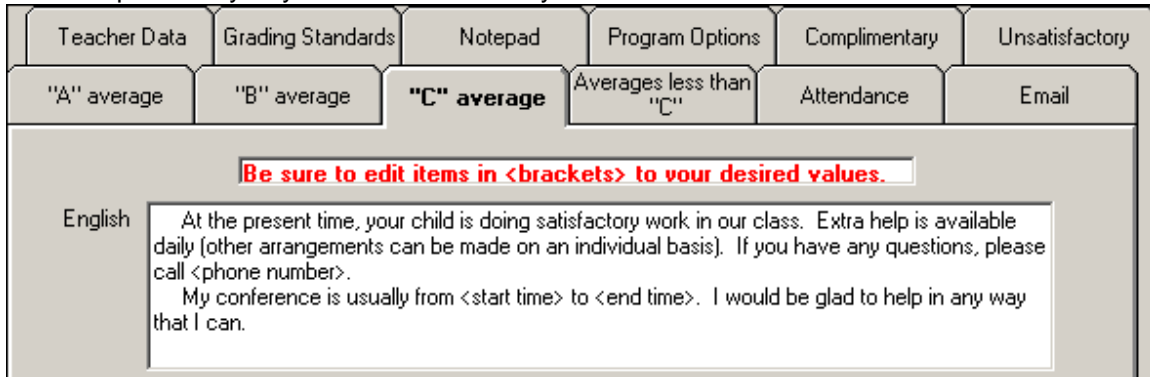 Teacher Data Grading Standards Notepad Program Options Complimentary Unsatisfactory
"A" average "B" average "C" average Averages less than "C" Attendance Email
Be sure to edit items in <brackets> to your desired values.
English
At the present time, your child is doing satisfactory work in our class. Extra help is available
daily (other arrangements can be made on an individual basis). If you have any questions, please
call <phone number>.
My conference is usually from <start time> to <end time>. I would be glad to help in any way
that I can.